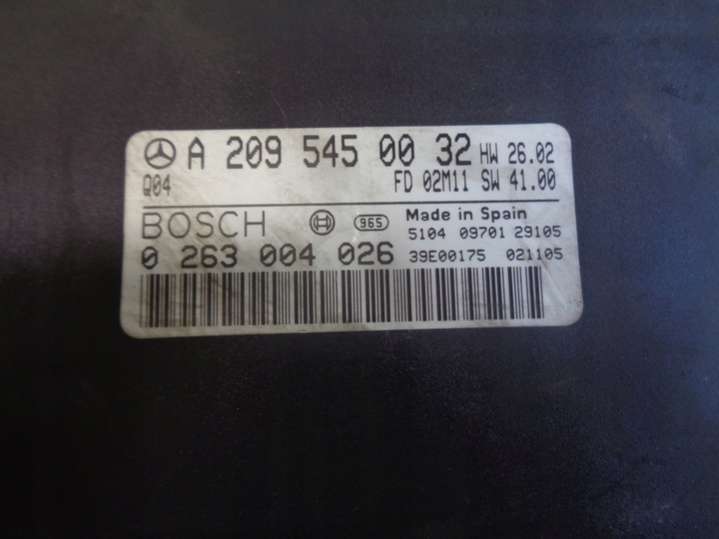 A 209 545 00 32 HW 26.02
Q04 FD 02M11 SW 41.00
BOSCH 965 Made in Spain
5104 09701 29105
0 263 004 026 39E00175 021105